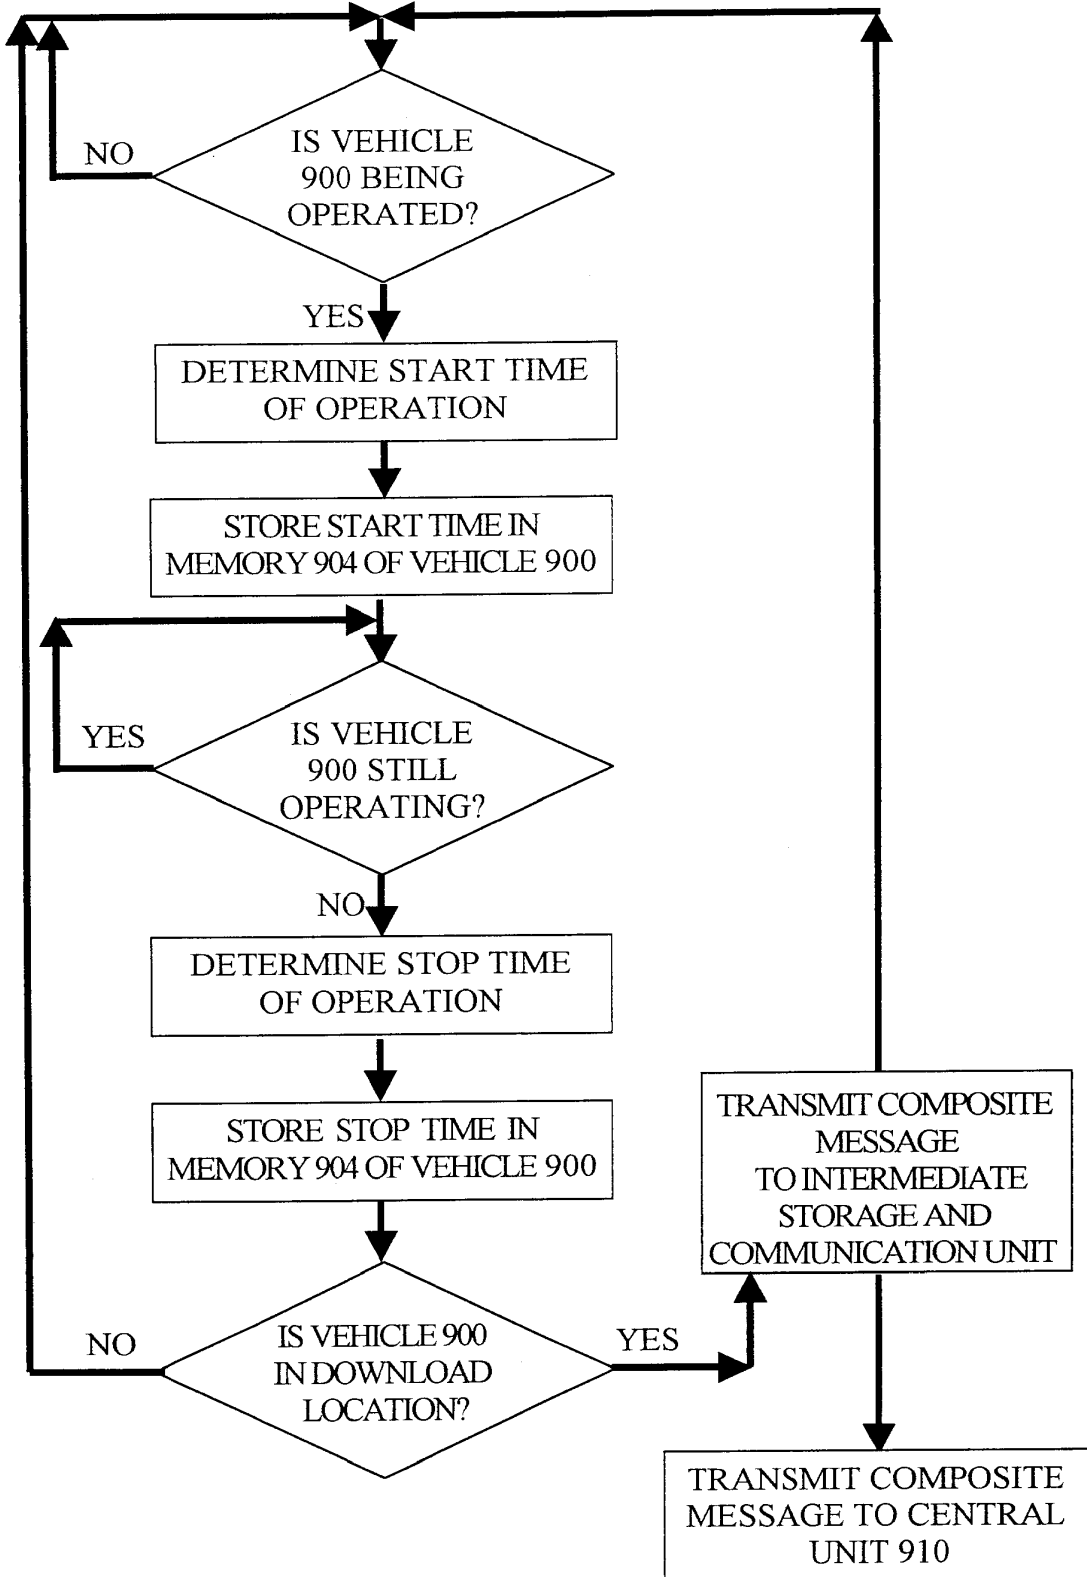 IS VEHICLE
900 BEING
OPERATED?
NO
YES
DETERMINE START TIME
OF OPERATION
STORE START TIME IN
MEMORY 904 OF VEHICLE 900
IS VEHICLE
900 STILL
OPERATING?
YES
NO
DETERMINE STOP TIME
OF OPERATION
STORE STOP TIME IN
MEMORY 904 OF VEHICLE 900
IS VEHICLE 900
IN DOWNLOAD
LOCATION?
NO
YES
TRANSMIT COMPOSITE
MESSAGE
TO INTERMEDIATE
STORAGE AND
COMMUNICATION UNIT
TRANSMIT COMPOSITE
MESSAGE TO CENTRAL
UNIT 910